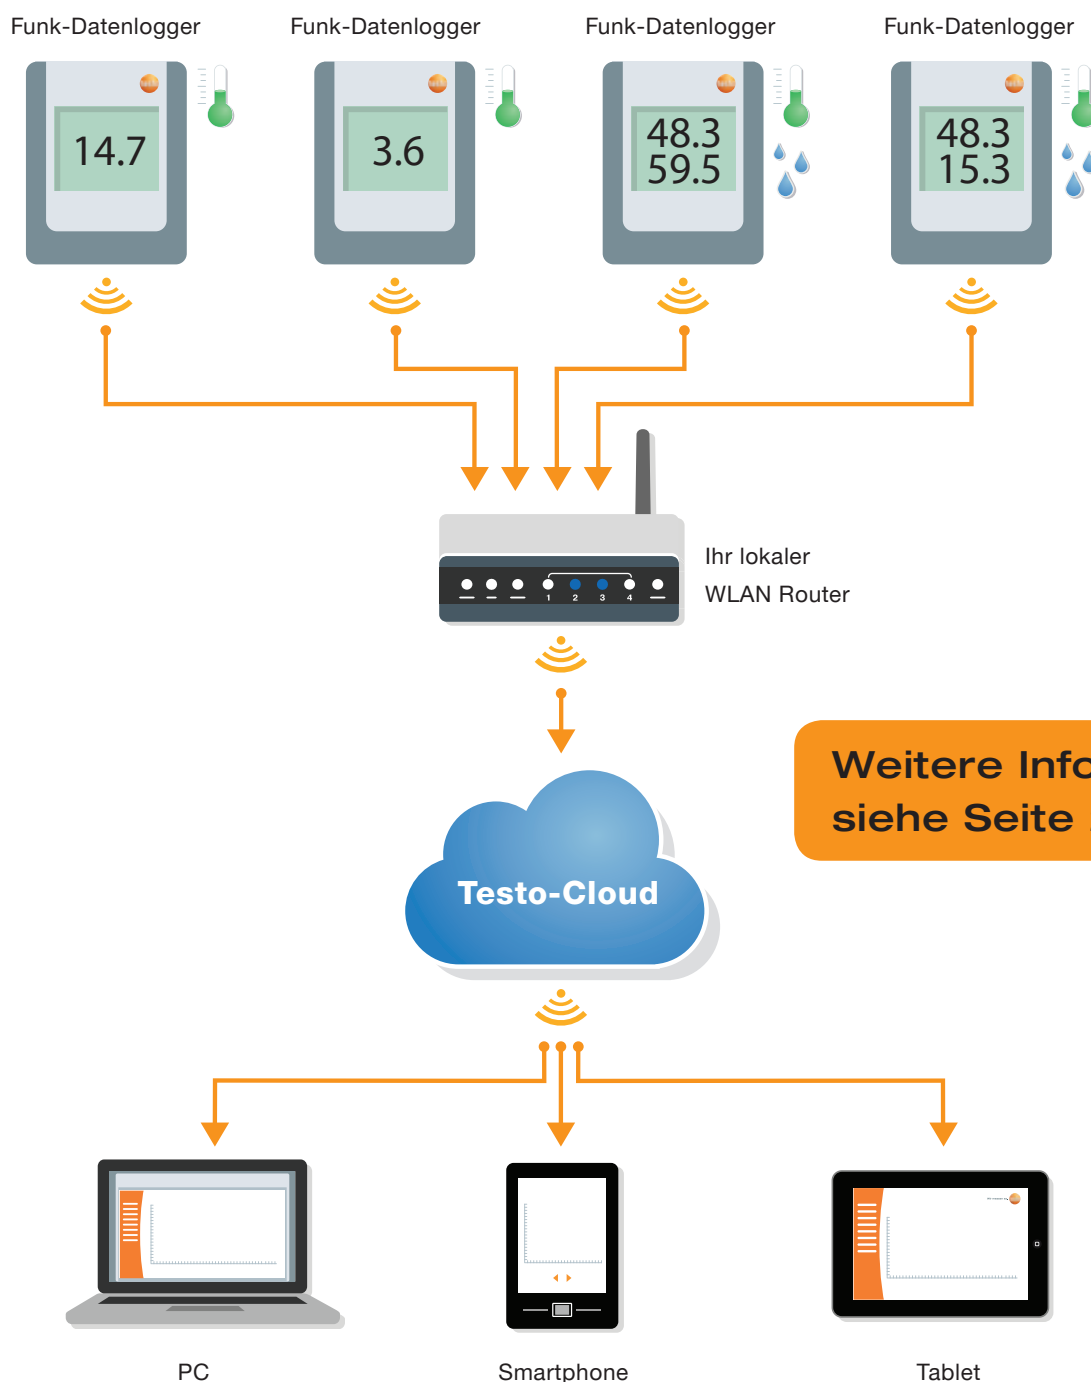 Funk-Datenlogger
Funk-Datenlogger
Funk-Datenlogger
Funk-Datenlogger
14.7
3.6
48.3
59.5
48.3
15.3
Ihr lokaler
WLAN Router
1 2 3 4
Weitere Info
siehe Seite
Testo-Cloud
PC
Smartphone
Tablet